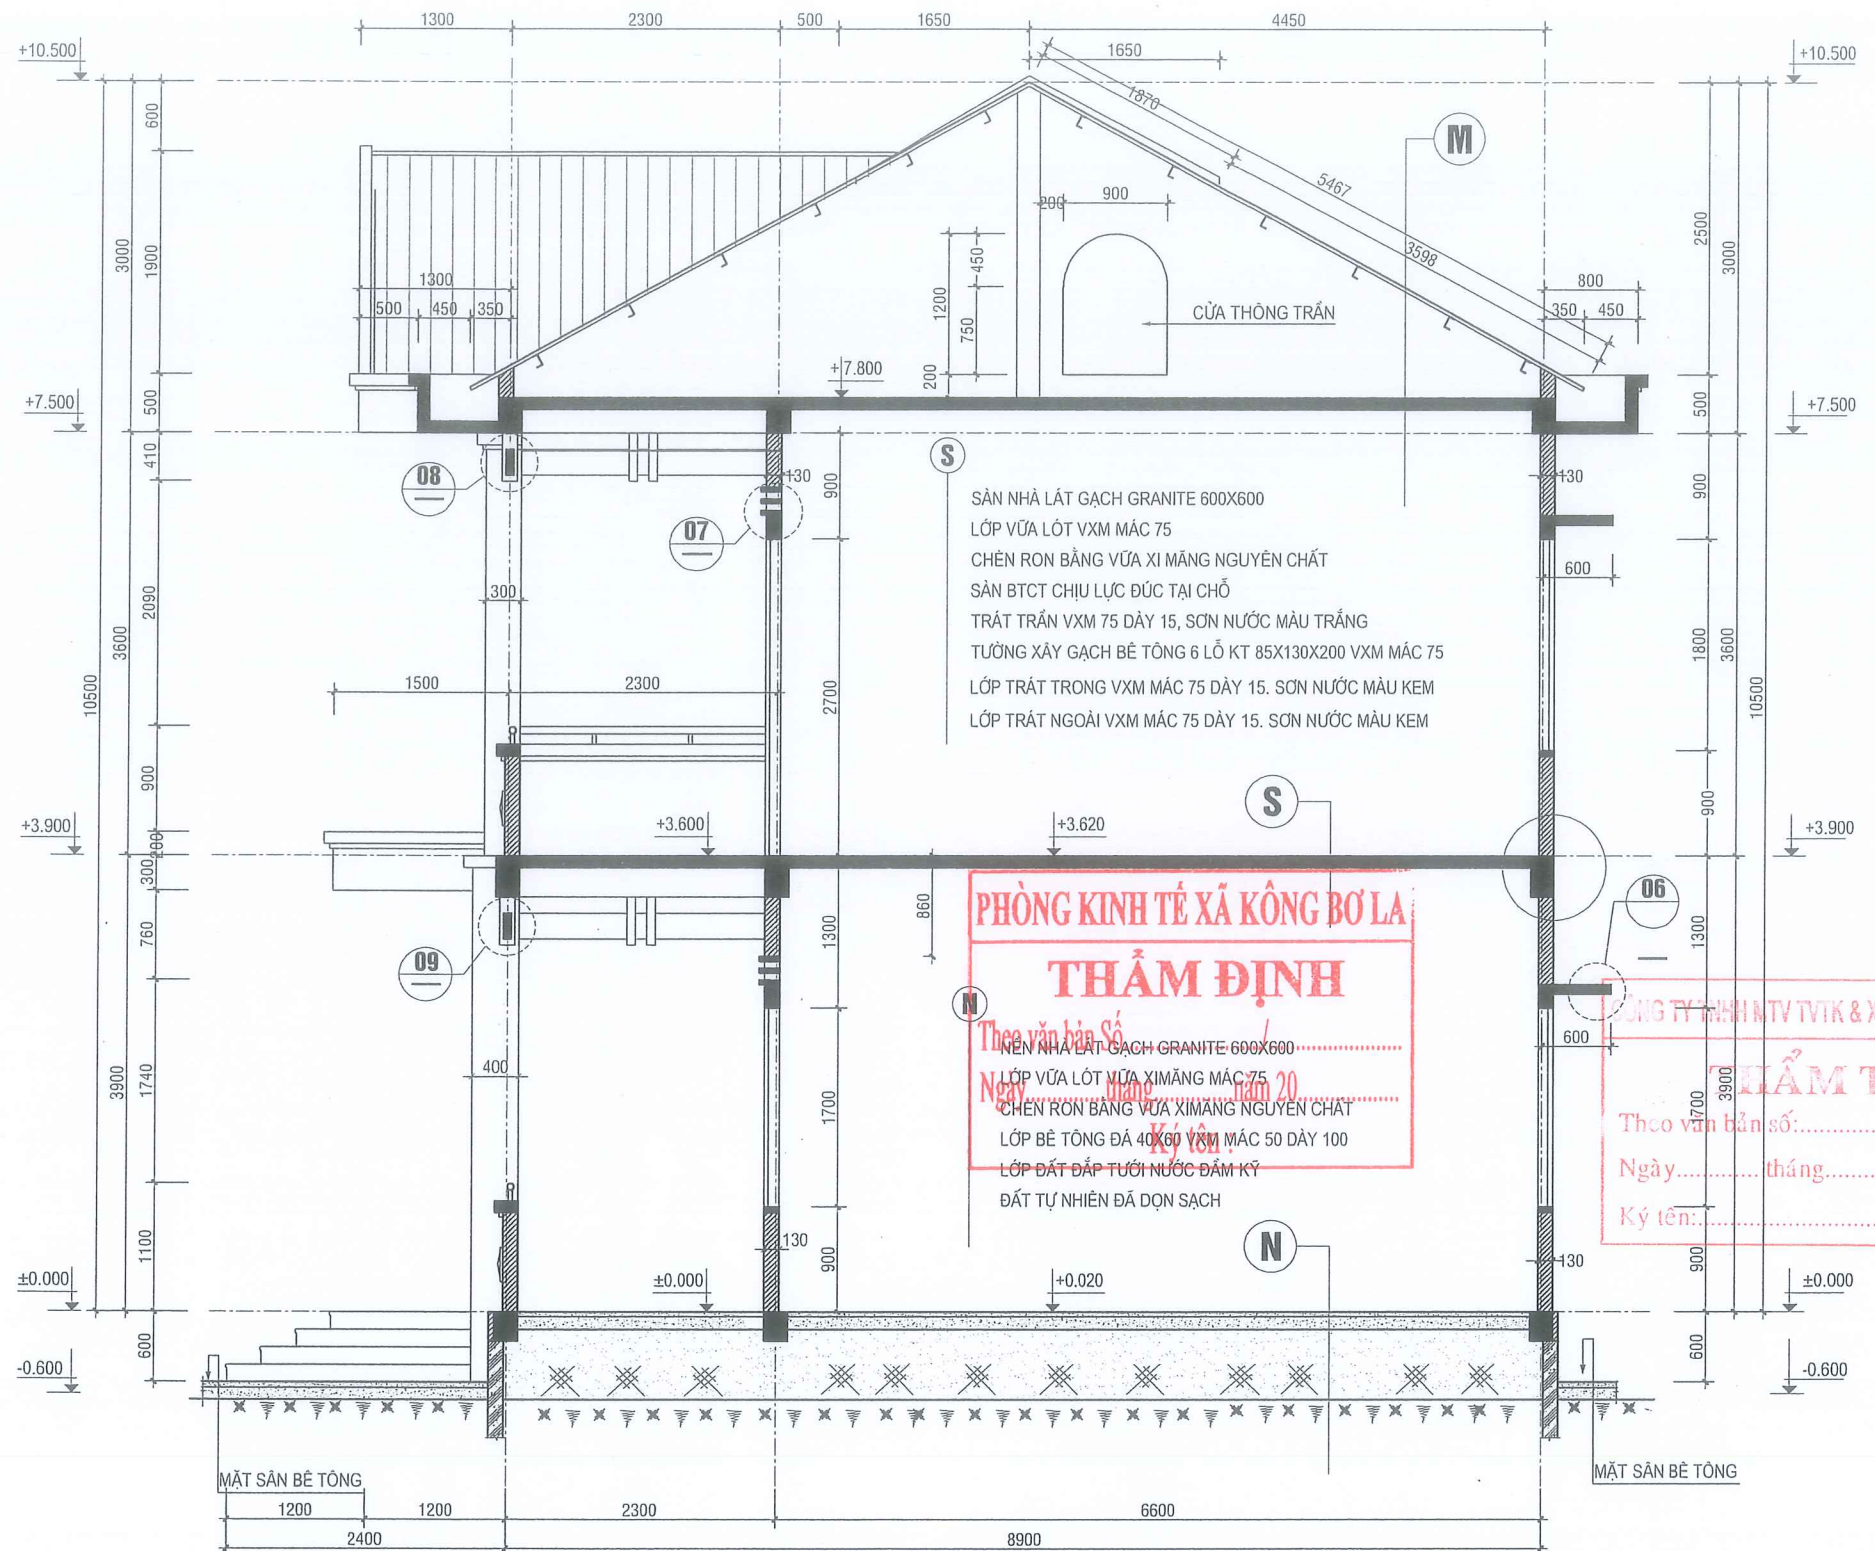 1300 2300 500 1650 4450
+10.500
+10.500
1650
1870
5467
3598
M
600
3000
1900
1300
500 450 350
200 900
450
1200
750
200
CỬA THÔNG TRẦN
800
350 450
2500
3000
+7.800
500
500
+7.500
+7.500
410
08
07
S
130
900
130
900
SÀN NHÀ LÁT GẠCH GRANITE 600X600
LỚP VỮA LÓT VXM MÁC 75
CHÈN RON BẰNG VỮA XI MĂNG NGUYÊN CHẤT
SÀN BTCT CHỊU LỰC ĐÚC TẠI CHỖ
TRÁT TRẦN VXM 75 DÀY 15, SƠN NƯỚC MÀU TRẮNG
TƯỜNG XÂY GẠCH BÊ TÔNG 6 LỖ KT 85X130X200 VXM MÁC 75
LỚP TRÁT TRONG VXM MÁC 75 DÀY 15. SƠN NƯỚC MÀU KEM
LỚP TRÁT NGOÀI VXM MÁC 75 DÀY 15. SƠN NƯỚC MÀU KEM
600
300
2090
3600
10500
1500 2300
2700
1800
3600
10500
900
900
S
+3.900
+3.600
+3.620
+3.900
200
300
760
09
860
1300
1300
06
PHÒNG KINH TẾ XÃ KÔNG BƠ LA
THẨM ĐỊNH
Theo văn bản Số / 
Ngày tháng năm 20
Ký tên :
N
NỀN NHÀ LÁT GẠCH GRANITE 600X600
LỚP VỮA LÓT VỮA XIMĂNG MÁC 75
CHÈN RON BẰNG VỮA XIMĂNG NGUYÊN CHẤT
LỚP BÊ TÔNG ĐÁ 40X60 VXM MÁC 50 DÀY 100
LỚP ĐẤT ĐẮP TƯỚI NƯỚC ĐẦM KỸ
ĐẤT TỰ NHIÊN ĐÃ DỌN SẠCH
CÔNG TY TNHH MTV TVTK & X
THẨM T
Theo văn bản số:
Ngày tháng
Ký tên:
600
400
3900
1740
1700
1700
3900
1100
130
900
N
130
900
±0.000
±0.000
+0.020
±0.000
600
600
-0.600
-0.600
MẶT SÂN BÊ TÔNG
MẶT SÂN BÊ TÔNG
1200 1200 2300 6600
2400 8900